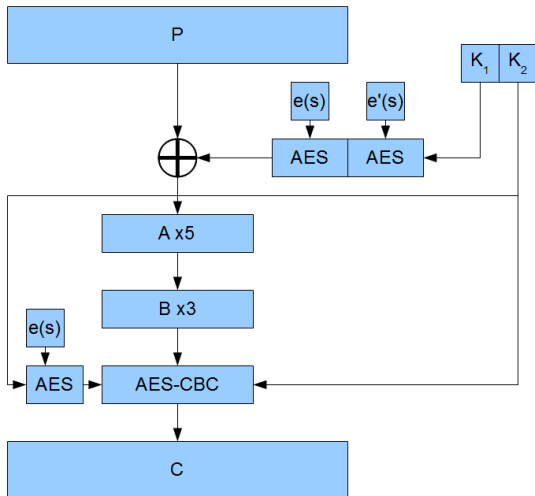 P
K₁ K₂
e(s) e'(s)
AES AES
A x5
B x3
e(s)
AES AES-CBC
C